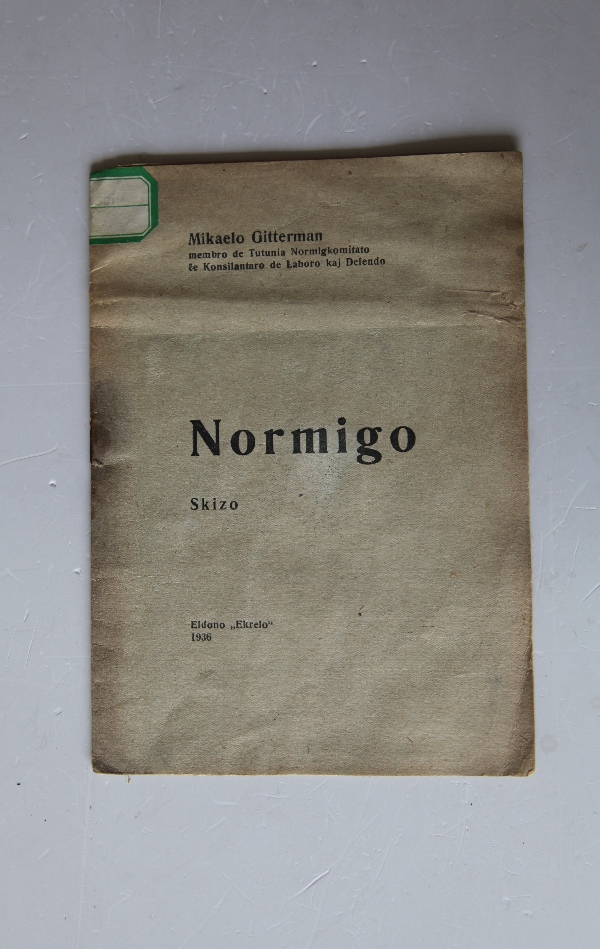 Mikaelo Gitterman
membro de Tutunia Normigkomitato
ĉe Konsilantaro de Laboro kaj Defendo
Normigo
Skizo
Eldono „Ekrelo“
1936